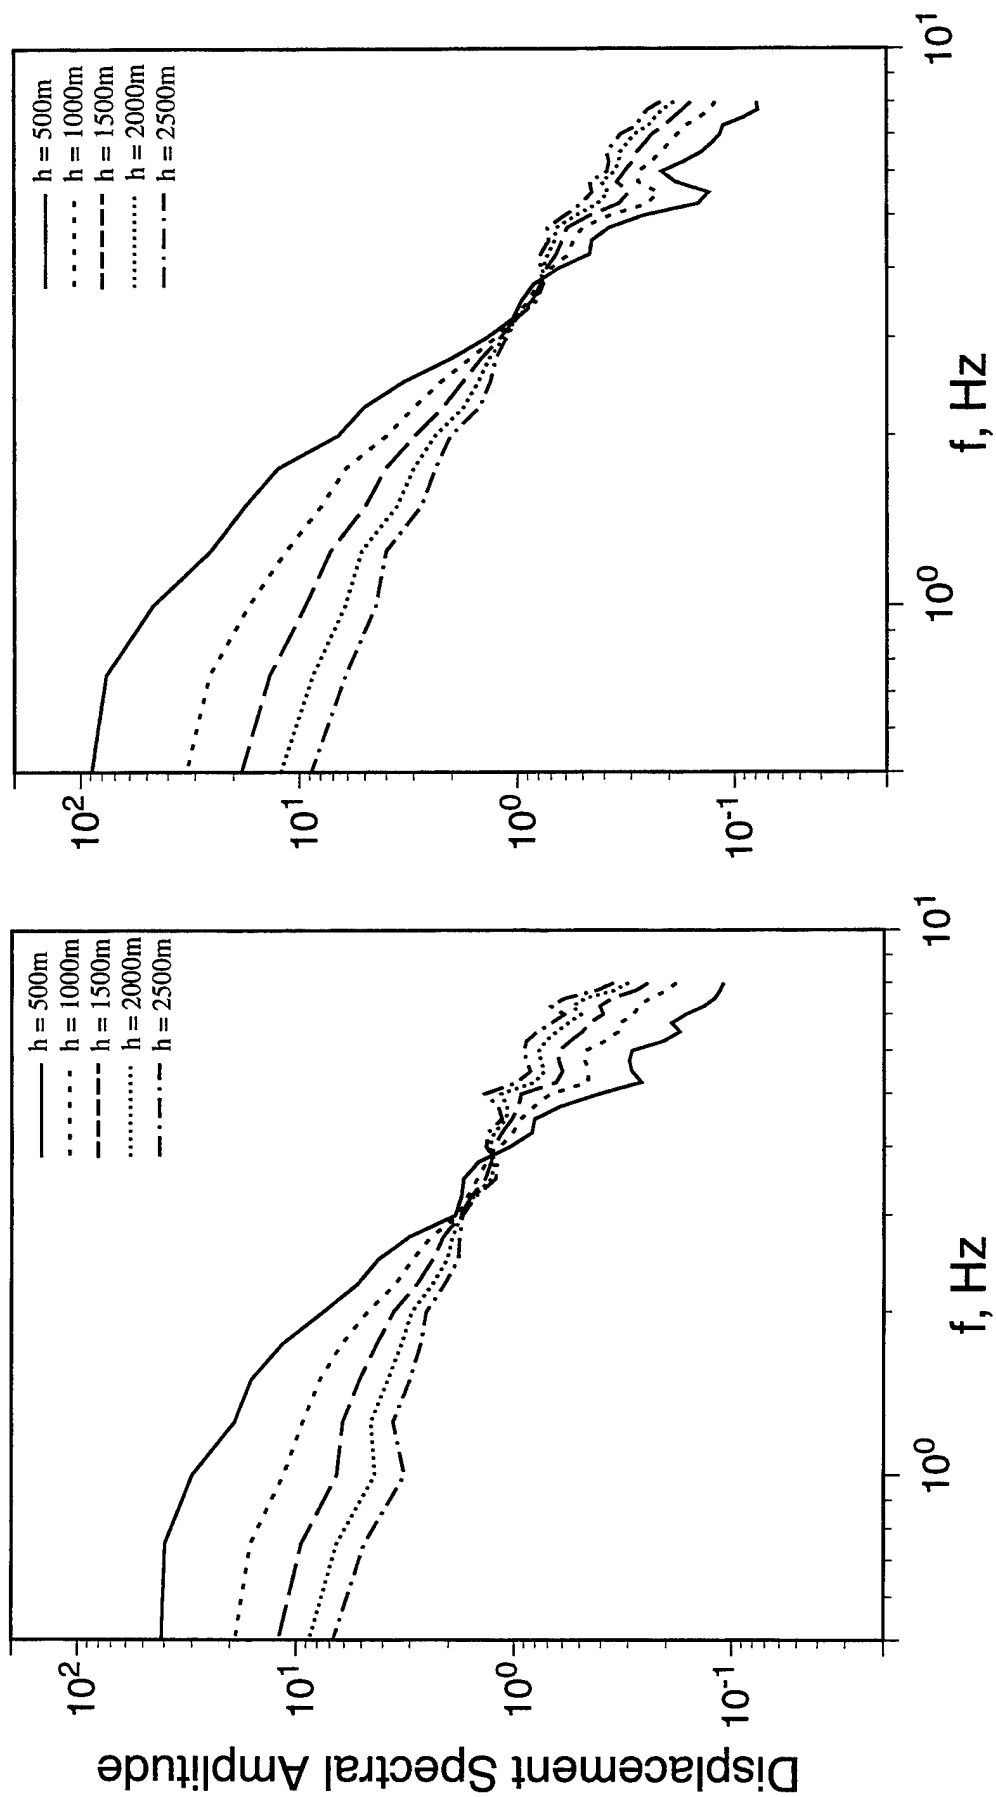 Displacement Spectral Amplitude
10²
10¹
10⁰
10⁻¹
h = 500m
h = 1000m
h = 1500m
h = 2000m
h = 2500m
10⁰
10¹
f, Hz
10²
10¹
10⁰
10⁻¹
h = 500m
h = 1000m
h = 1500m
h = 2000m
h = 2500m
10⁰
10¹
f, Hz